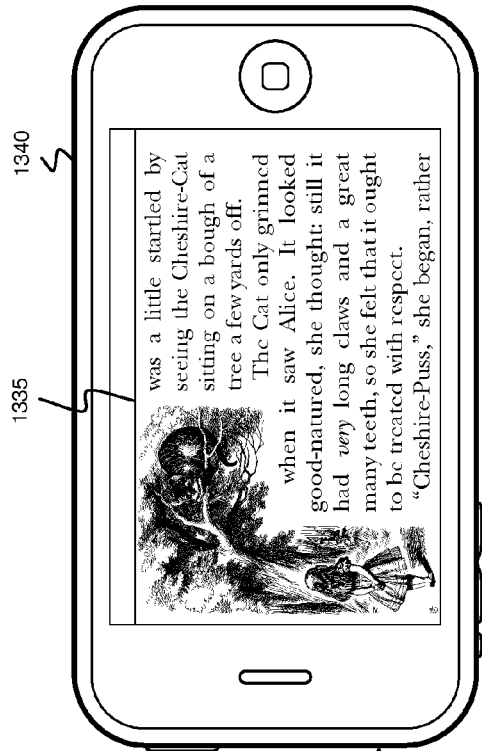 1340
1335
was a little startled by
seeing the Cheshire-Cat
sitting on a bough of a
tree a few yards off.
The Cat only grinned
when it saw Alice. It looked
good-natured, she thought: still it
had very long claws and a great
many teeth, so she felt that it ought
to be treated with respect.
“Cheshire-Puss,” she began, rather